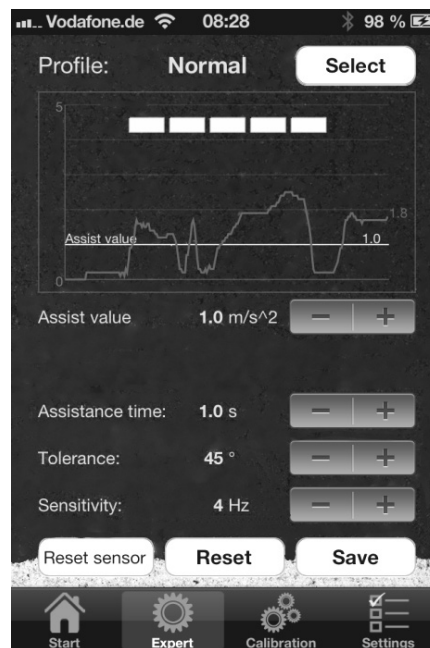 Vodafone.de 08:28 98 %
Profile: Normal Select
5
1.8
Assist value 1.0
0
Assist value 1.0 m/s^2 − +
Assistance time: 1.0 s − +
Tolerance: 45 ° − +
Sensitivity: 4 Hz − +
Reset sensor Reset Save
Start Expert Calibration Settings